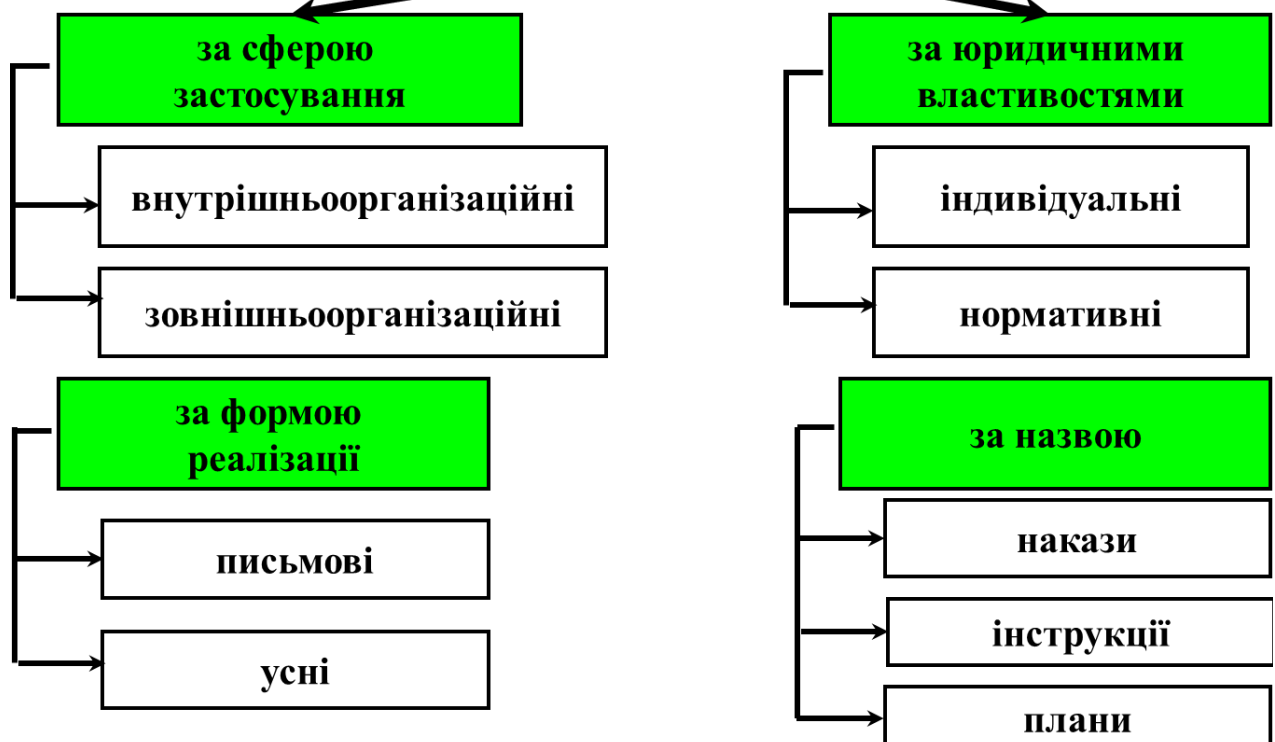 за сферою
застосування
внутрішньоорганізаційні
зовнішньоорганізаційні
за формою
реалізації
письмові
усні
за юридичними
властивостями
індивідуальні
нормативні
за назвою
накази
інструкції
плани